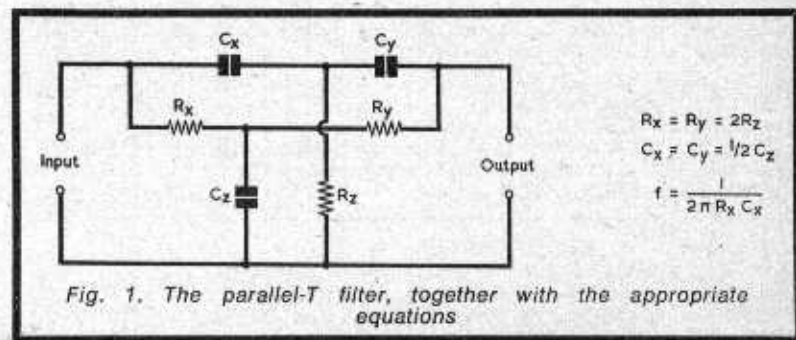 Cx
Cy
Rx
Ry
Input
Output
Cz
Rz
Rx = Ry = 2Rz
Cx = Cy = 1/2 Cz
f = 1 / 2π Rx Cx
Fig. 1. The parallel-T filter, together with the appropriate
equations